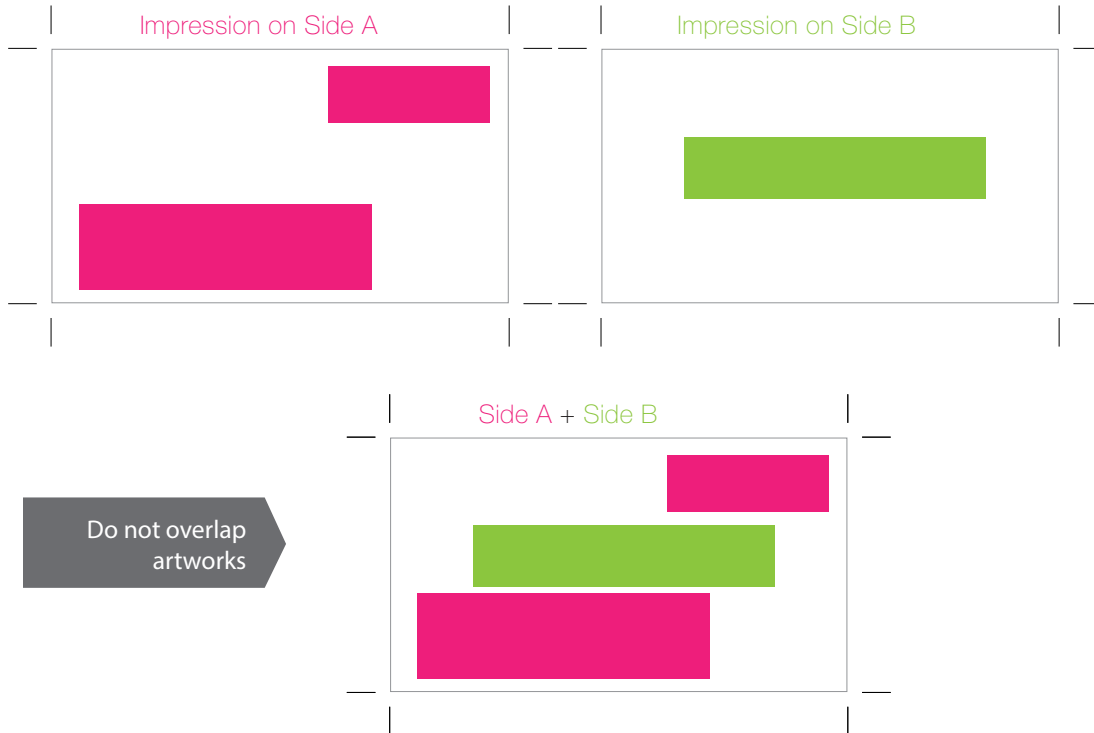 Impression on Side A
Impression on Side B
Side A + Side B
Do not overlap
artworks